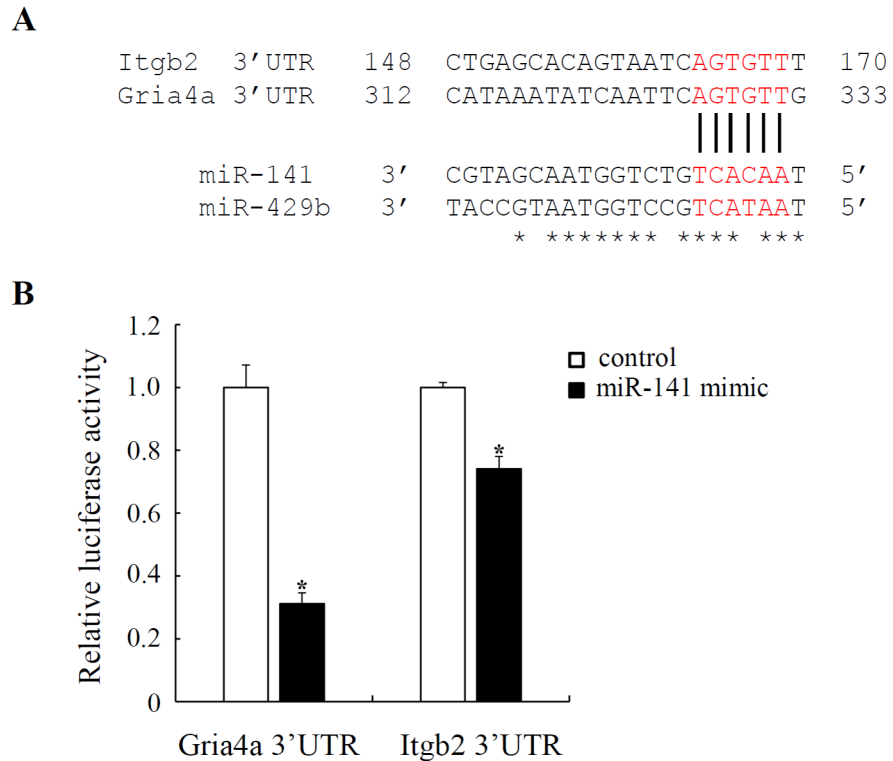 A
Itgb2 3′UTR 148 CTGAGCACAGTAATCAGTGTTT 170
Gria4a 3′UTR 312 CATAAATATCAATTCAGTGTTG 333
miR-141 3′ CGTAGCAATGGTCTGTCACAAT 5′
miR-429b 3′ TACCGTAATGGTCCGTCATAAT 5′
* ******* **** ***
B
1.2
1.0
0.8
0.6
0.4
0.2
0
Relative luciferase activity
control
miR-141 mimic
*
*
Gria4a 3’UTR
Itgb2 3’UTR